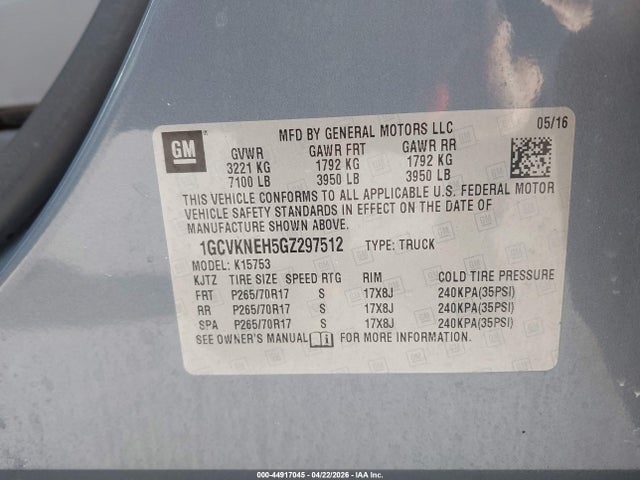 MFD BY GENERAL MOTORS LLC 05/16
GM
GVWR GAWR FRT GAWR RR
3221 KG 1792 KG 1792 KG
7100 LB 3950 LB 3950 LB
THIS VEHICLE CONFORMS TO ALL APPLICABLE U.S. FEDERAL MOTOR
VEHICLE SAFETY STANDARDS IN EFFECT ON THE DATE OF
MANUFACTURE SHOWN ABOVE.
1GCVKNEH5GZ297512 TYPE: TRUCK
MODEL: K15753
KJTZ TIRE SIZE SPEED RTG RIM COLD TIRE PRESSURE
FRT P265/70R17 S 17X8J 240KPA(35PSI)
RR P265/70R17 S 17X8J 240KPA(35PSI)
SPA P265/70R17 S 17X8J 240KPA(35PSI)
SEE OWNER'S MANUAL FOR MORE INFORMATION.
000-44917045 - 04/22/2026 - IAA Inc.